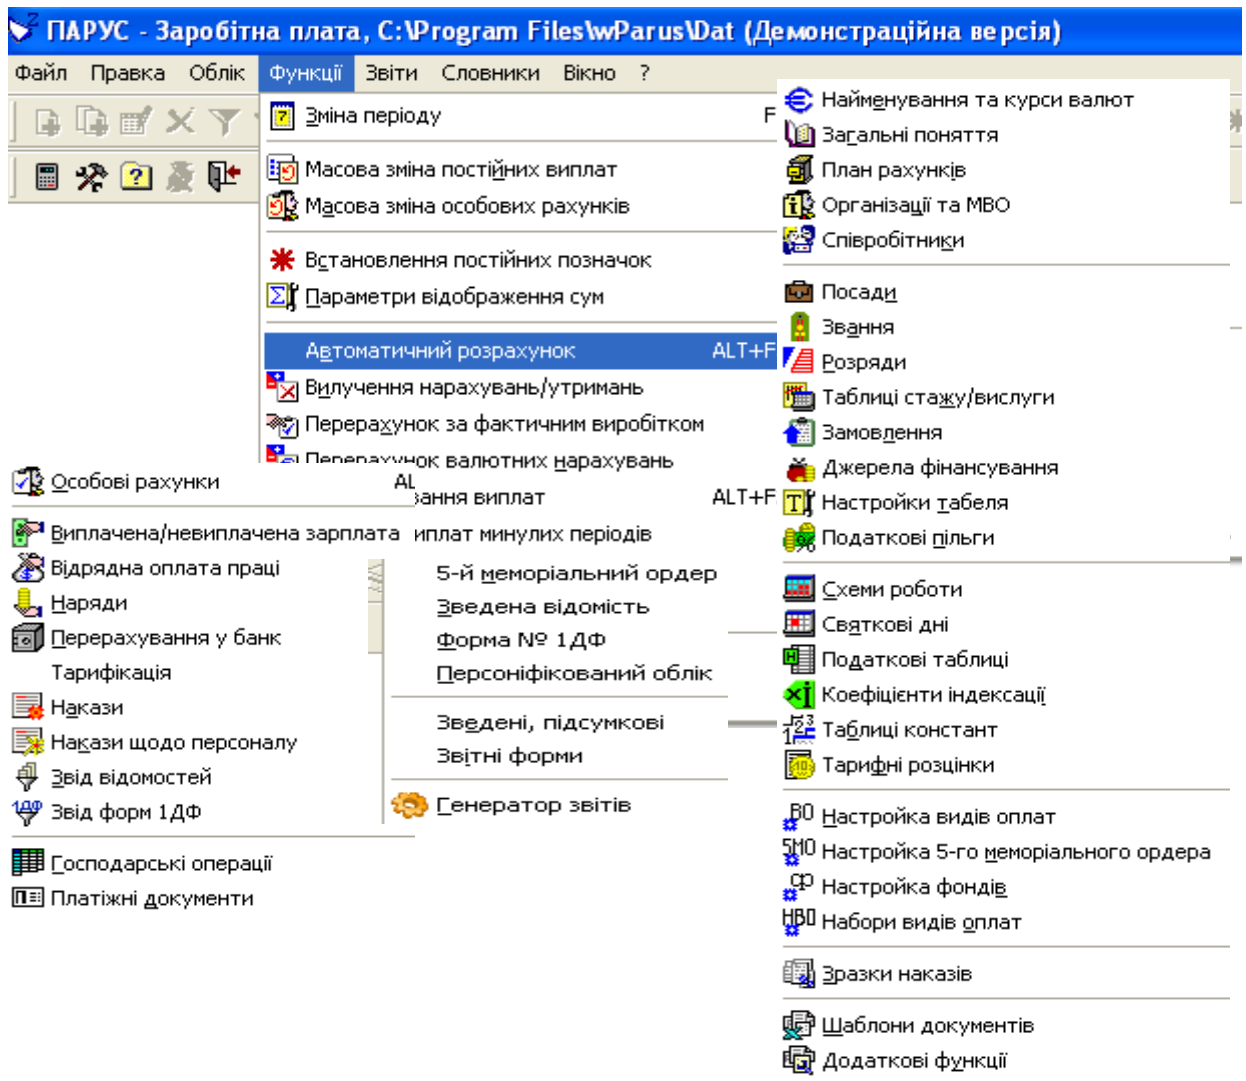 ПАРУС - Заробітна плата, C:\Program Files\wParus\Dat (Демонстраційна версія)
Файл Правка Облік Функції Звіти Словники Вікно ?
Зміна періоду F
Масова зміна постійних виплат
Масова зміна особових рахунків
Встановлення постійних позначок
Параметри відображення сум
Автоматичний розрахунок ALT+F
Вилучення нарахувань/утримань
Перерахунок за фактичним виробітком
Перерахунок валютних нарахувань
вання виплат ALT+F
иплат минулих періодів
Особові рахунки AL
Виплачена/невиплачена зарплата
Відрядна оплата праці
Наряди
Перерахування у банк
Тарифікація
Накази
Накази щодо персоналу
Звід відомостей
Звід форм 1ДФ
Господарські операції
Платіжні документи
5-й меморіальний ордер
Зведена відомість
Форма № 1ДФ
Персоніфікований облік
Зведені, підсумкові
Звітні форми
Генератор звітів
Найменування та курси валют
Загальні поняття
План рахунків
Організації та МВО
Співробітники
Посади
Звання
Розряди
Таблиці стажу/вислуги
Замовлення
Джерела фінансування
Настройки табеля
Податкові пільги
Схеми роботи
Святкові дні
Податкові таблиці
Коефіцієнти індексації
Таблиці констант
Тарифні розцінки
Настройка видів оплат
Настройка 5-го меморіального ордера
Настройка фондів
Набори видів оплат
Зразки наказів
Шаблони документів
Додаткові функції